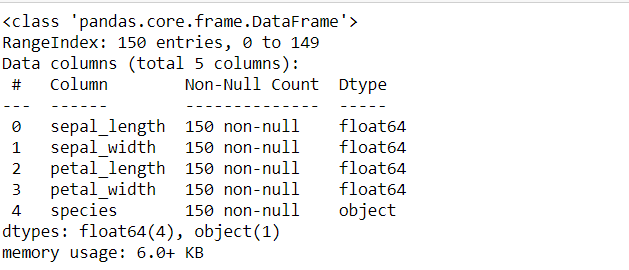 <class 'pandas.core.frame.DataFrame'>
RangeIndex: 150 entries, 0 to 149
Data columns (total 5 columns):
 #   Column        Non-Null Count  Dtype
---  ------        --------------  -----
 0   sepal_length  150 non-null    float64
 1   sepal_width   150 non-null    float64
 2   petal_length  150 non-null    float64
 3   petal_width   150 non-null    float64
 4   species       150 non-null    object
dtypes: float64(4), object(1)
memory usage: 6.0+ KB